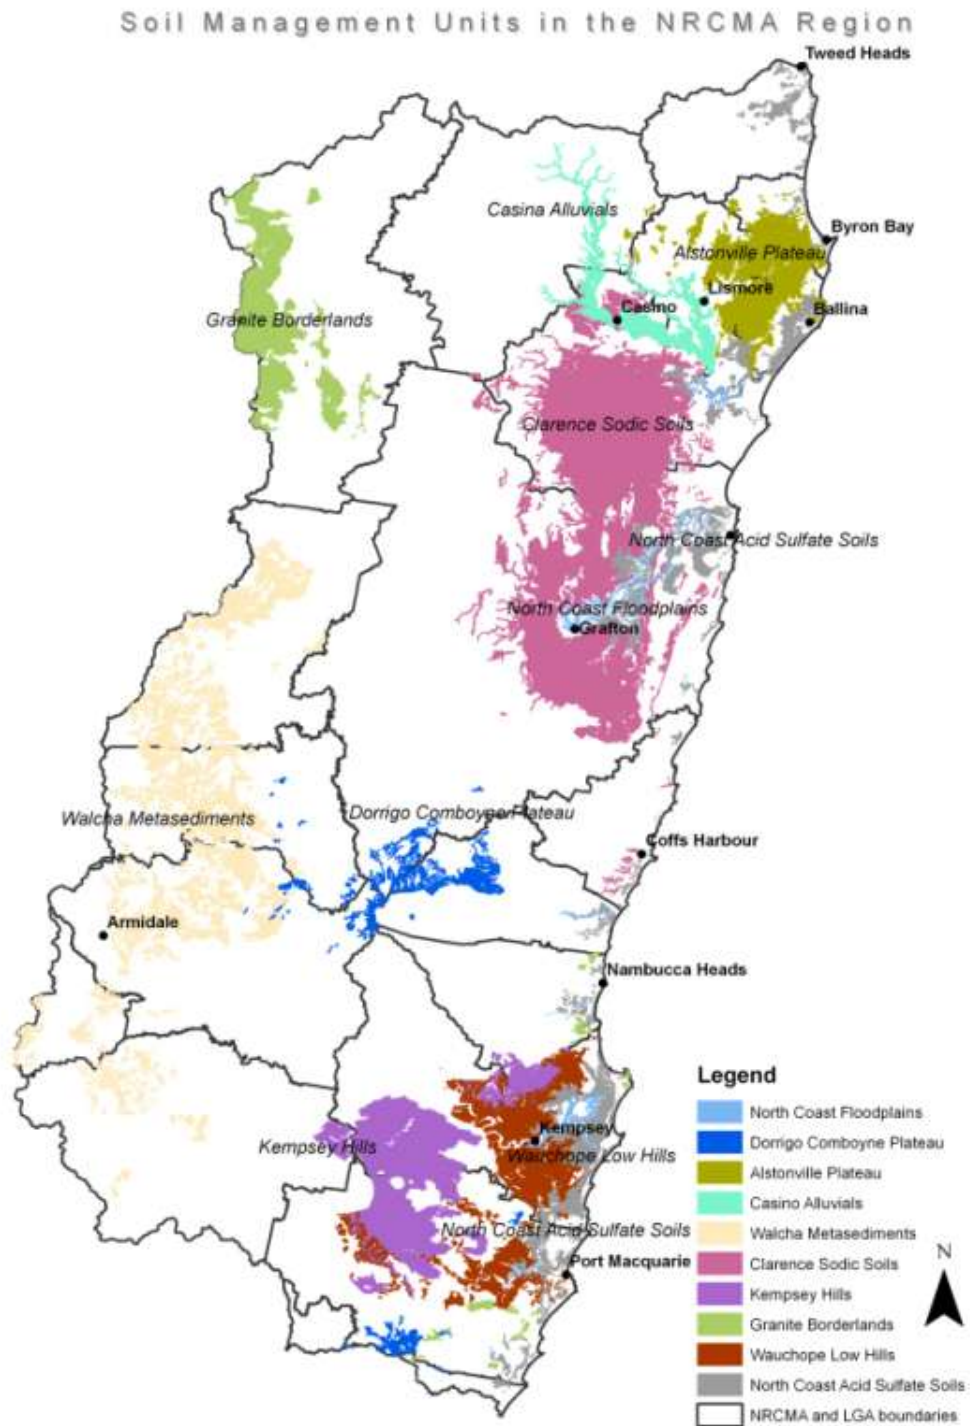 Soil Management Units in the NRCMA Region
Tweed Heads
Casina Alluvials
Byron Bay
Alstonville Plateau
Lismore
Granite Borderlands
Casino
Ballina
Clarence Sodic Soils
North Coast Acid Sulfate Soils
North Coast Floodplains
Grafton
Walcha Metasediments
Dorrigo Comboyne Plateau
Coffs Harbour
Armidale
Nambucca Heads
Kempsey
Kempsey Hills
Wauchope Low Hills
North Coast Acid Sulfate Soils
Port Macquarie
Legend
North Coast Floodplains
Dorrigo Comboyne Plateau
Alstonville Plateau
Casino Alluvials
Walcha Metasediments
Clarence Sodic Soils
Kempsey Hills
Granite Borderlands
Wauchope Low Hills
North Coast Acid Sulfate Soils
NRCMA and LGA boundaries
N